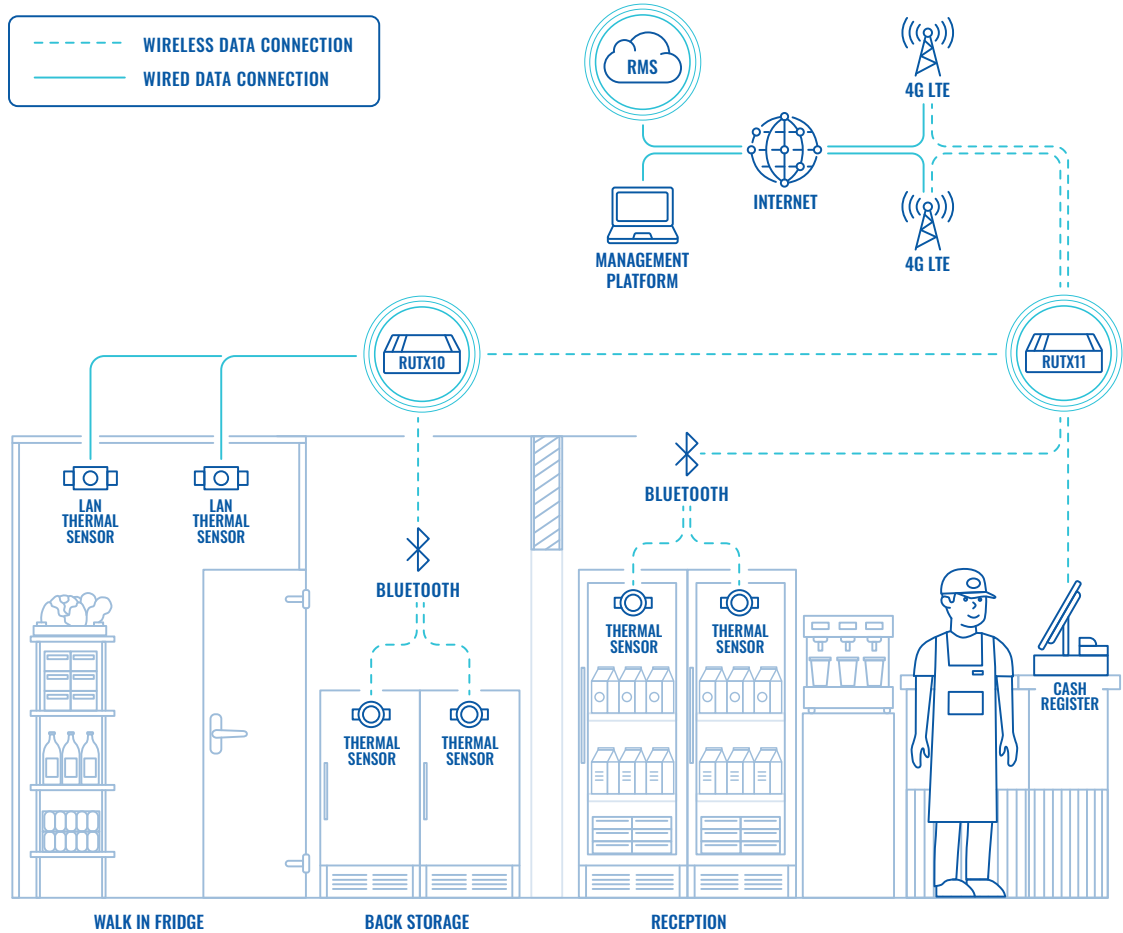 WIRELESS DATA CONNECTION
WIRED DATA CONNECTION
RMS
4G LTE
INTERNET
MANAGEMENT
PLATFORM
4G LTE
RUTX10
RUTX11
LAN
THERMAL
SENSOR
LAN
THERMAL
SENSOR
BLUETOOTH
BLUETOOTH
THERMAL
SENSOR
THERMAL
SENSOR
THERMAL
SENSOR
THERMAL
SENSOR
CASH
REGISTER
WALK IN FRIDGE
BACK STORAGE
RECEPTION